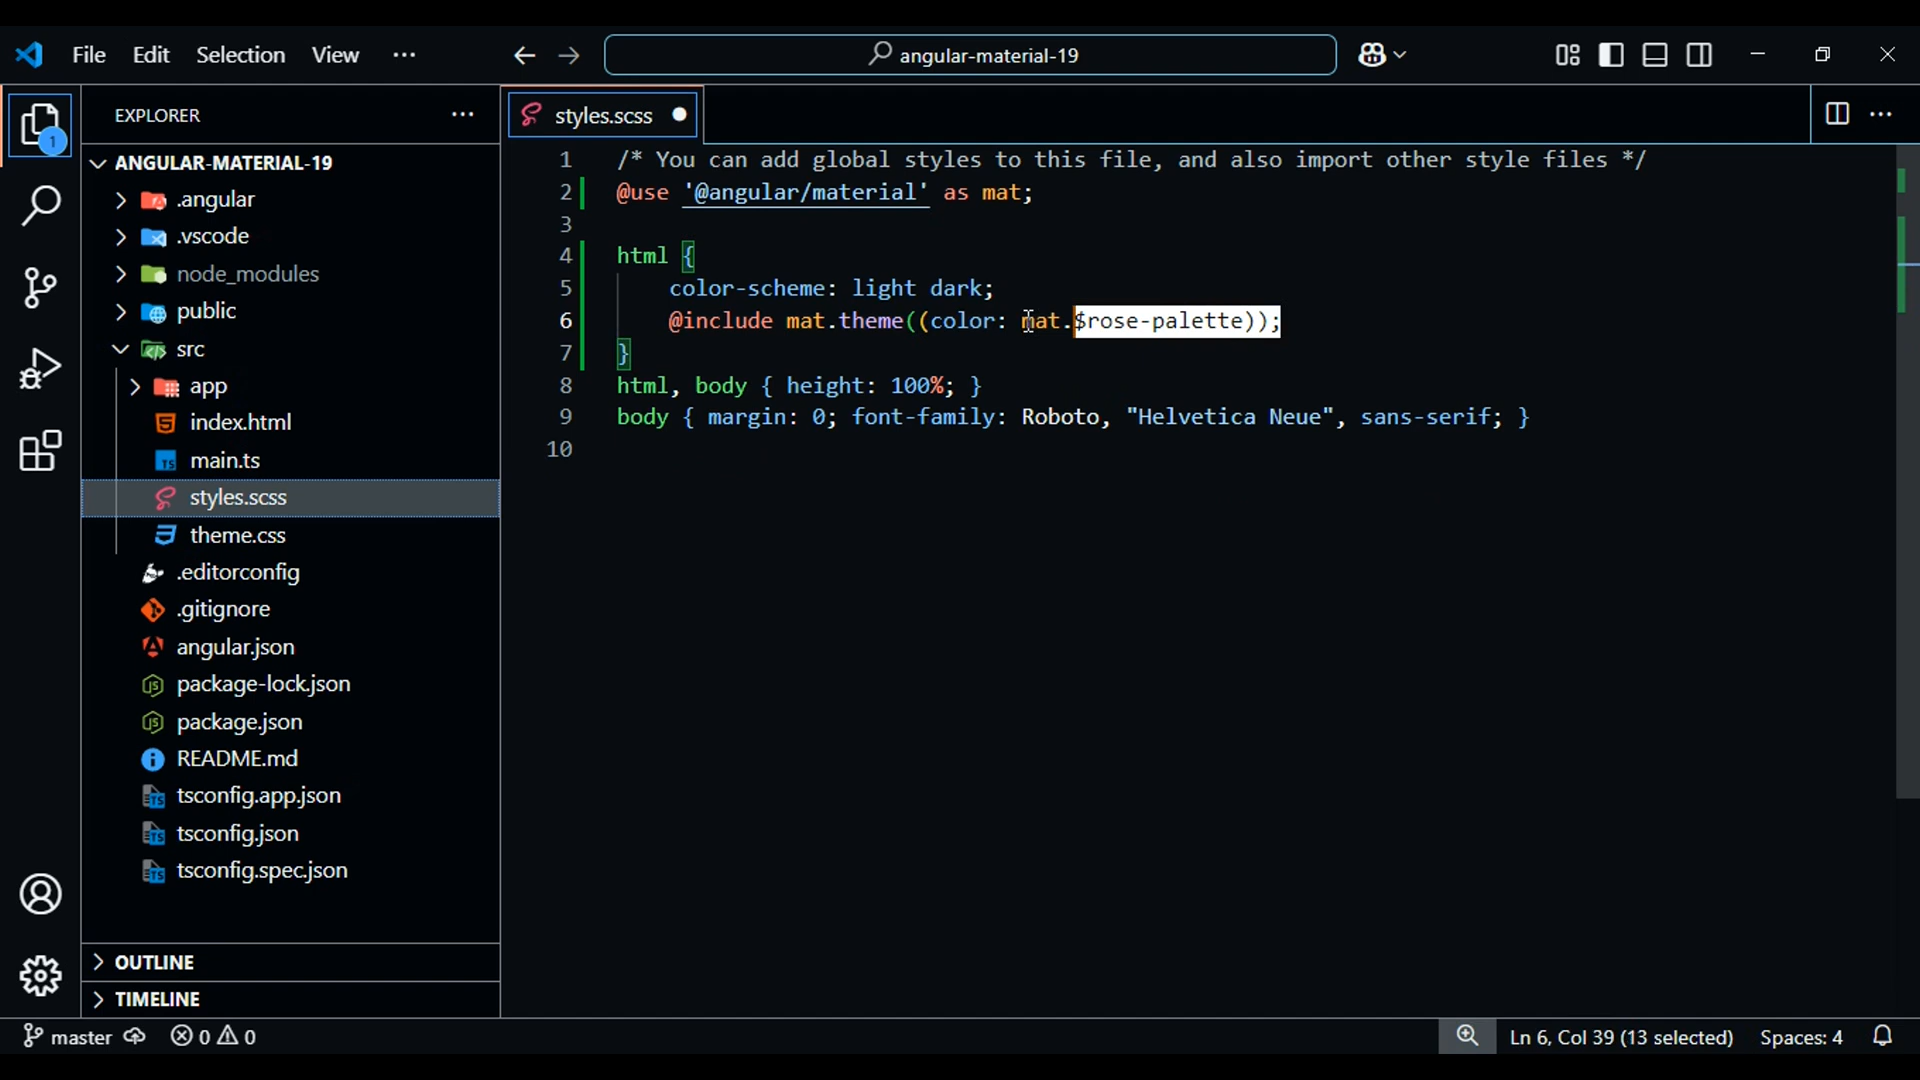 File Edit Selection View ···
angular-material-19
EXPLORER ···
styles.scss
1
ANGULAR-MATERIAL-19
.angular
.vscode
node_modules
public
src
app
index.html
main.ts
styles.scss
theme.css
.editorconfig
.gitignore
angular.json
package-lock.json
package.json
README.md
tsconfig.app.json
tsconfig.json
tsconfig.spec.json
OUTLINE
TIMELINE
1 /* You can add global styles to this file, and also import other style files */
2 @use '@angular/material' as mat;
3
4 html {
5 color-scheme: light dark;
6 @include mat.theme((color: mat.$rose-palette));
7 }
8 html, body { height: 100%; }
9 body { margin: 0; font-family: Roboto, "Helvetica Neue", sans-serif; }
10
master 0 0 Ln 6, Col 39 (13 selected) Spaces: 4